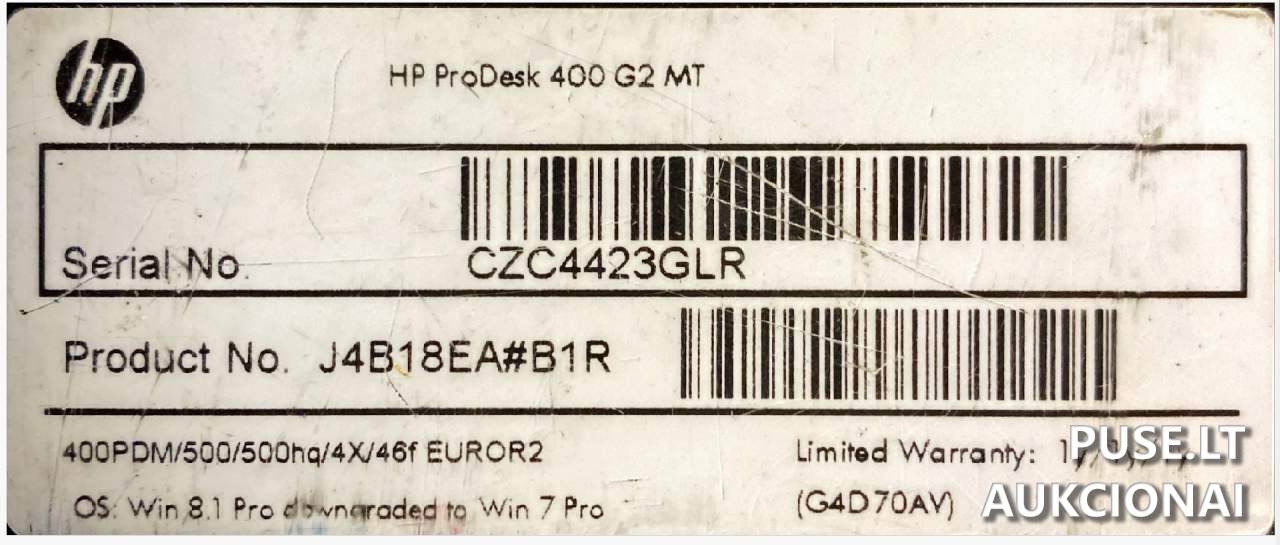 hp
HP ProDesk 400 G2 MT
Serial No. CZC4423GLR
Product No. J4B18EA#B1R
400PDM/500/500hq/4X/46f EUROR2
Limited Warranty:
OS: Win 8.1 Pro downgraded to Win 7 Pro
(G4D70AV)
PUSE.LT
AUKCIONAI